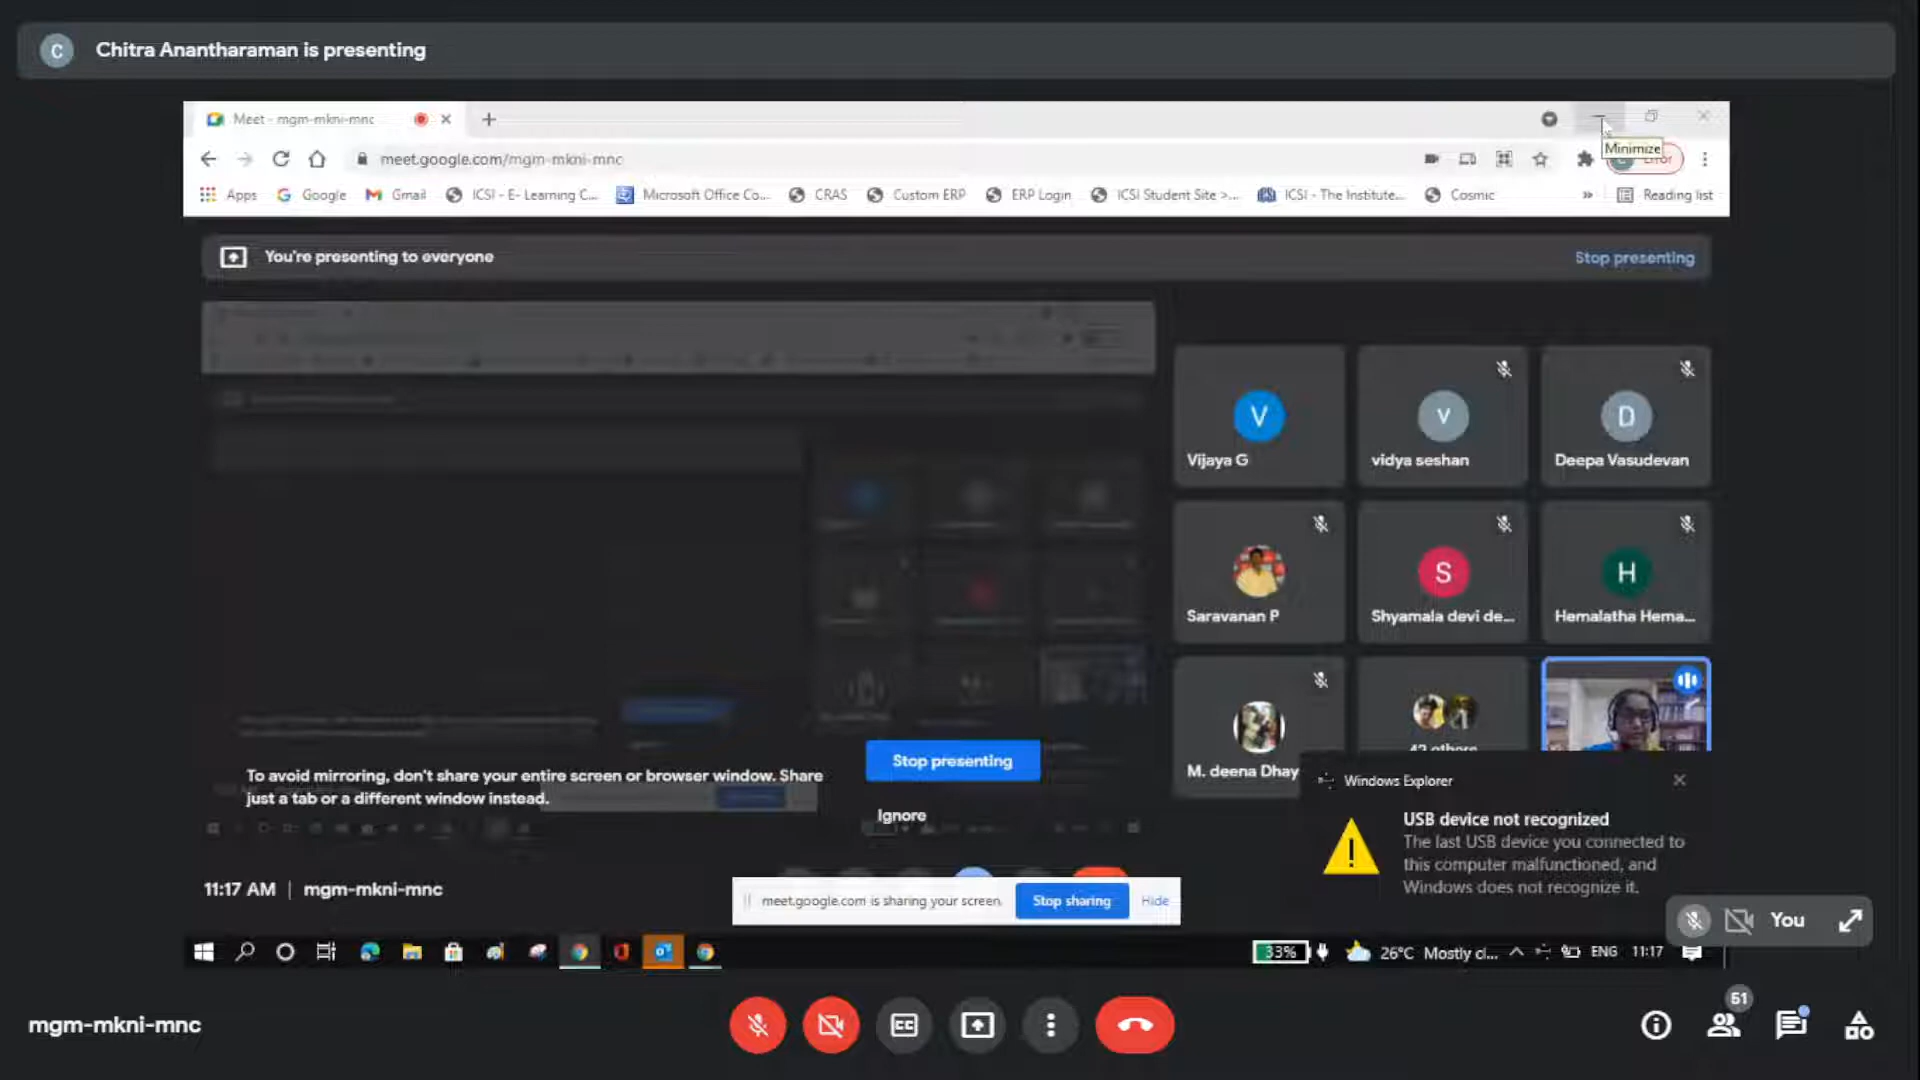 C Chitra Anantharaman is presenting
Meet - mgm-mkni-mnc
meet.google.com/mgm-mkni-mnc
Minimize
Error
Apps Google Gmail ICSI - E- Learning C... Microsoft Office Co... CRAS Custom ERP ERP Login ICSI Student Site >... ICSI - The Institute... Cosmic » Reading list
You're presenting to everyone Stop presenting
V v D
Vijaya G vidya seshan Deepa Vasudevan
S H
Saravanan P Shyamala devi de... Hemalatha Hema...
42 others
M. deena Dhay
To avoid mirroring, don't share your entire screen or browser window. Share
just a tab or a different window instead.
Stop presenting
Ignore
Windows Explorer
USB device not recognized
The last USB device you connected to
this computer malfunctioned, and
Windows does not recognize it.
11:17 AM | mgm-mkni-mnc
meet.google.com is sharing your screen. Stop sharing Hide
You
33% 26°C Mostly cl... ENG 11:17
mgm-mkni-mnc
51